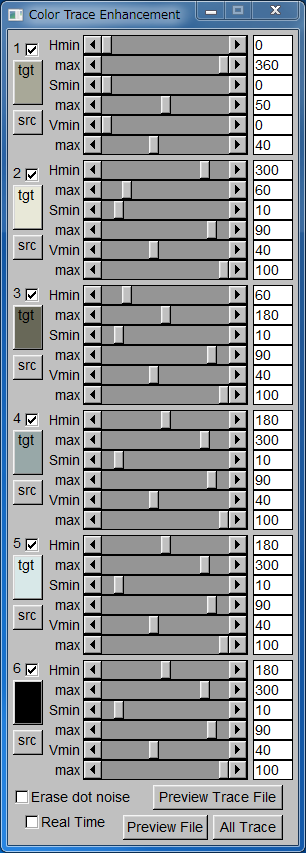 Color Trace Enhancement
1 Hmin 0
tgt max 360
Smin 0
src max 50
Vmin 0
max 40
2 Hmin 300
tgt max 60
Smin 10
max 90
src Vmin 40
max 100
3 Hmin 60
tgt max 180
Smin 10
max 90
src Vmin 40
max 100
4 Hmin 180
tgt max 300
Smin 10
max 90
src Vmin 40
max 100
5 Hmin 180
tgt max 300
Smin 10
max 90
src Vmin 40
max 100
6 Hmin 180
max 300
Smin 10
max 90
src Vmin 40
max 100
Erase dot noise Preview Trace File
Real Time Preview File All Trace